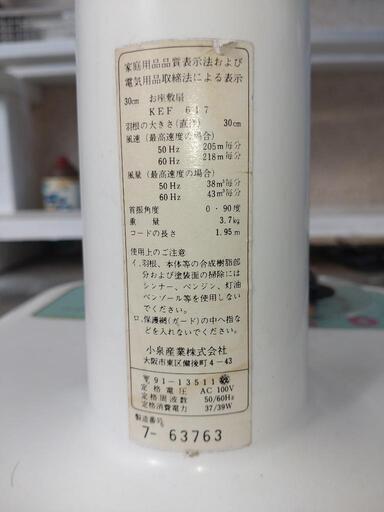 家庭用品品質表示法および
電気用品取締法による表示
30cm お座敷扇
KEF 617
羽根の大きさ(直径) 30cm
風速 (最高速度の場合)
50Hz 205m毎分
60Hz 218m毎分
風量 (最高速度の場合)
50Hz 38m³毎分
60Hz 43m³毎分
首振角度 0・90度
重量 3.7kg
コードの長さ 1.95m
使用上のご注意
イ.羽根、本体等の合成樹脂部
分および塗装面の掃除には
シンナー、ベンジン、灯油
ベンゾール等を使用しない
でください。
ロ.保護網(ガード)の中へ指な
どを入れないでください。
小泉産業株式会社
大阪市東区備後町4-43
91-13511
定格電圧 AC 100V
定格周波数 50/60Hz
定格消費電力 37/39W
製造番号
7-63763